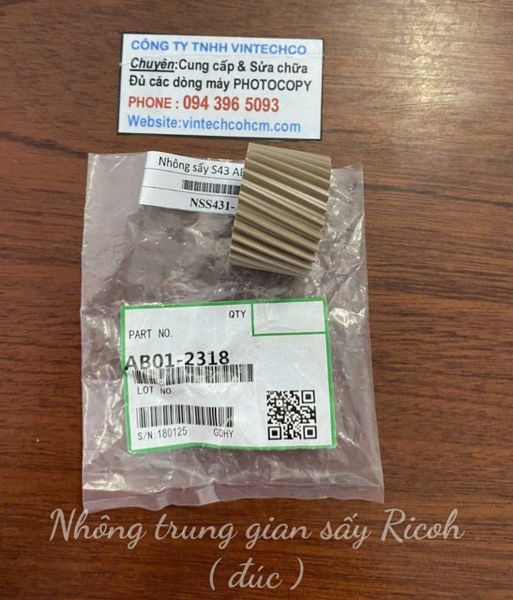 CÔNG TY TNHH VINTECHCO
Chuyên:Cung cấp & Sửa chữa
Đủ các dòng máy PHOTOCOPY
PHONE : 094 396 5093
Website:vintechcohcm.com
Nhông sấy S43 AB
NSS431-
QTY
PART NO.
AB01-2318
LOT NO.
S/N:180125 GDHY
Nhông trung gian sấy Ricoh
( đúc )